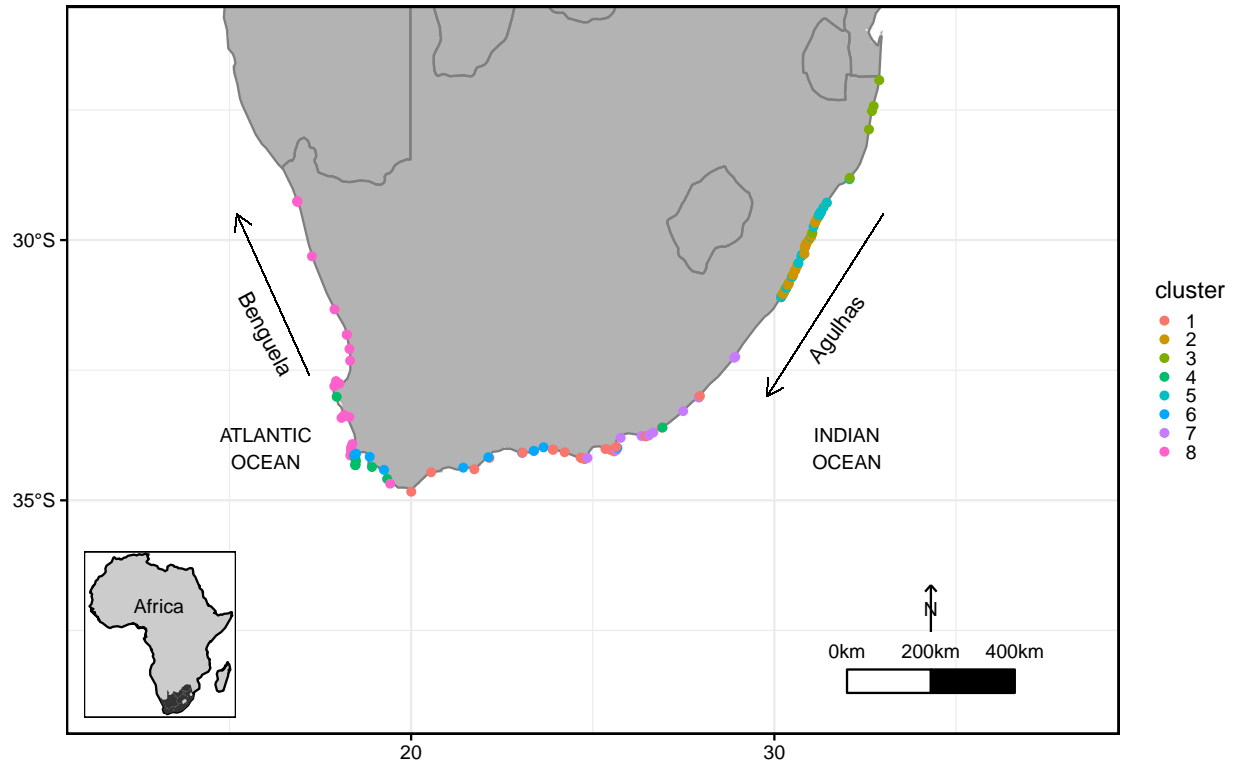 30°S
35°S
Benguela
Agulhas
ATLANTIC
OCEAN
INDIAN
OCEAN
Africa
N
0km 200km 400km
20 30
cluster
1
2
3
4
5
6
7
8